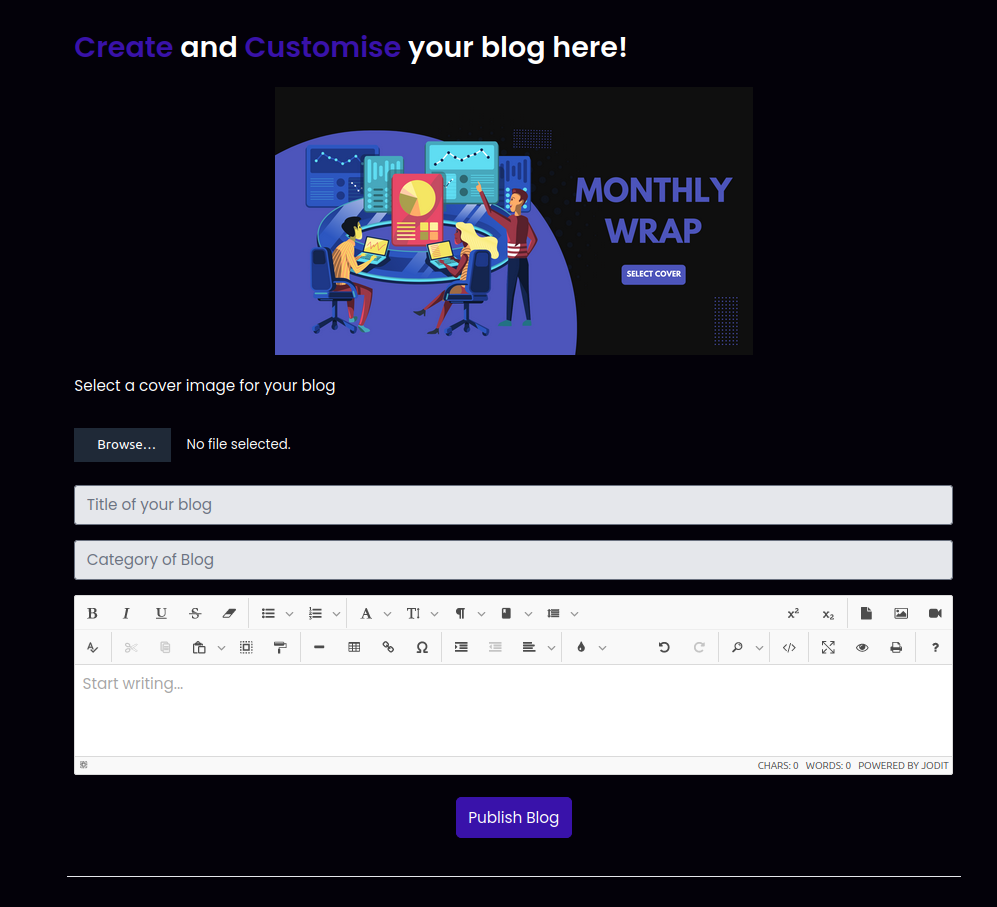 Create and Customise your blog here!
MONTHLY
WRAP
SELECT COVER
Select a cover image for your blog
Browse... No file selected.
Title of your blog
Category of Blog
B I U S A T ¶ x² x₂
Ω ?
Start writing...
CHARS: 0 WORDS: 0 POWERED BY JODIT
Publish Blog